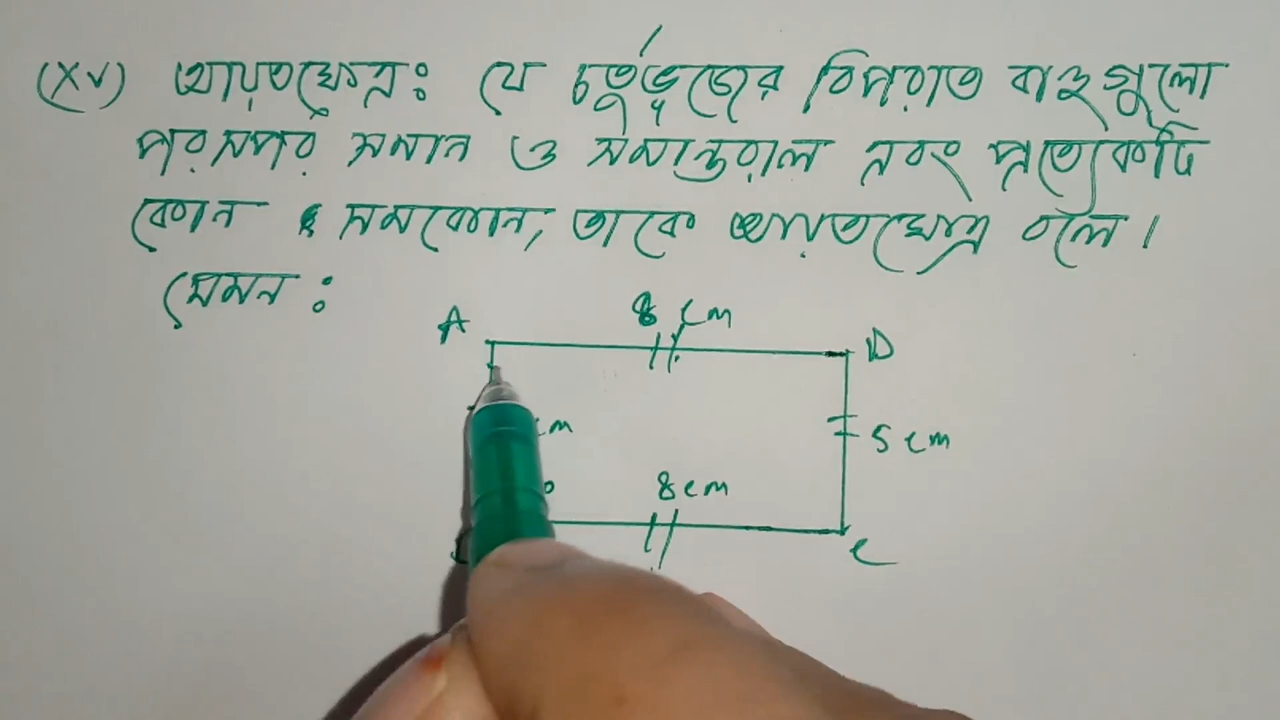 (xv) আয়তক্ষেত্র: যে চতুর্ভুজের বিপরীত বাহুগুলো
পরস্পর সমান ও সমান্তরাল এবং প্রত্যেকটি
কোন সমকোন, তাকে আয়তক্ষেত্র বলে।
যেমন:
A 8 cm D
cm 5 cm
8 cm
C